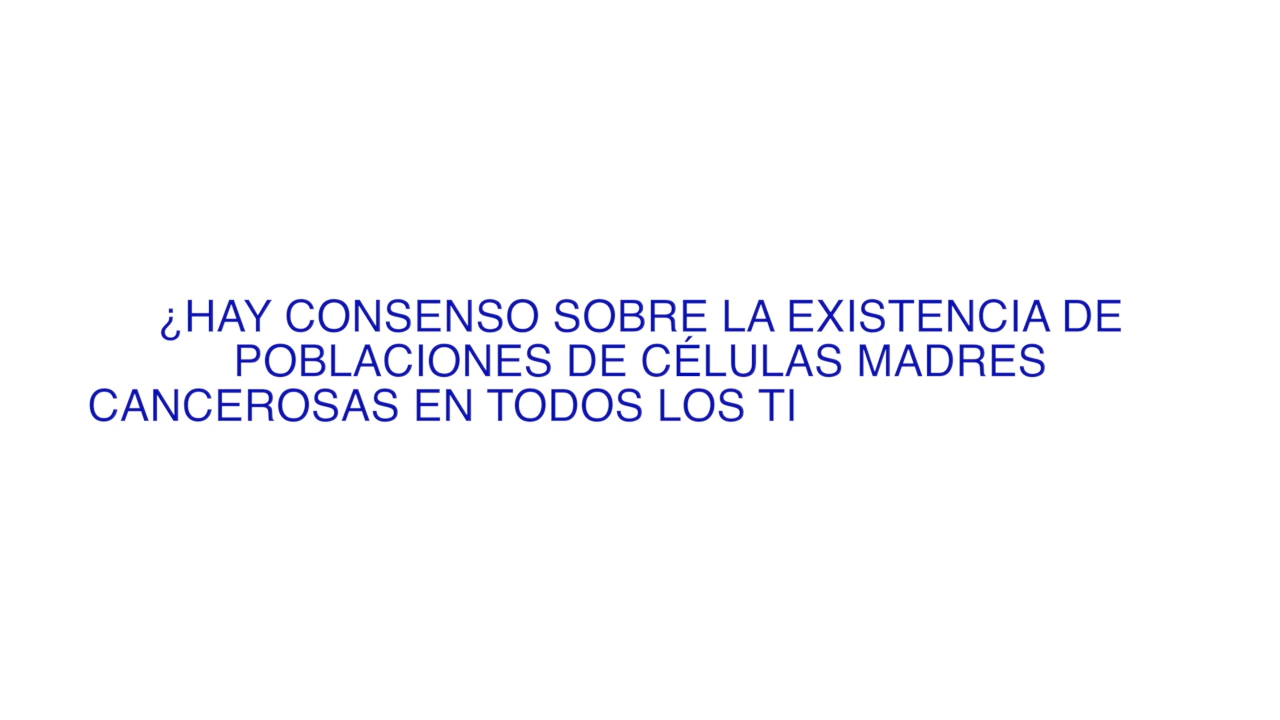 ¿HAY CONSENSO SOBRE LA EXISTENCIA DE
POBLACIONES DE CÉLULAS MADRES
CANCEROSAS EN TODOS LOS TI